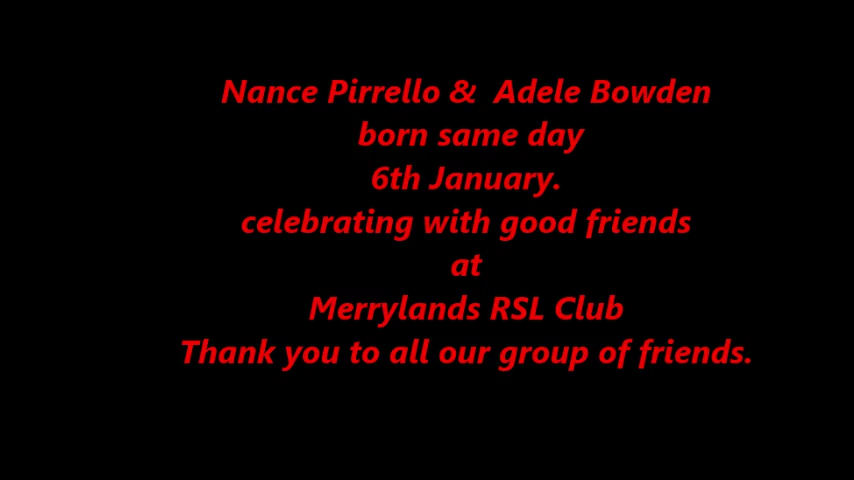 Nance Pirrello & Adele Bowden
born same day
6th January.
celebrating with good friends
at
Merrylands RSL Club
Thank you to all our group of friends.